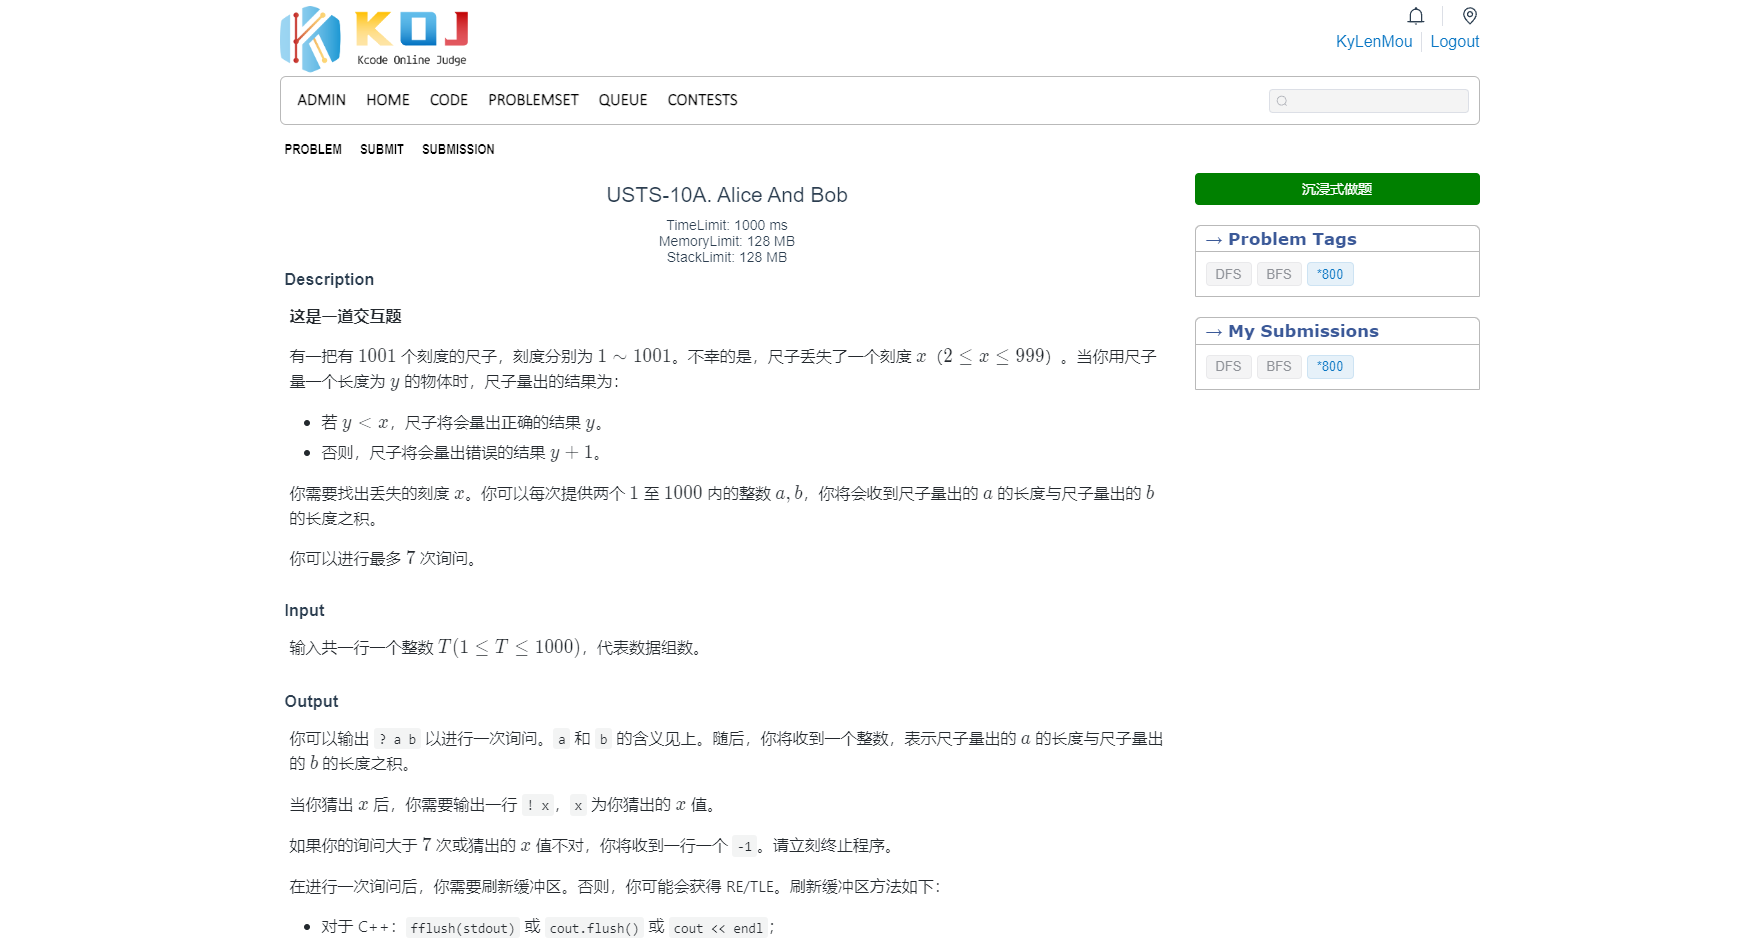 KOJ
Kcode Online Judge
KyLenMou Logout
ADMIN HOME CODE PROBLEMSET QUEUE CONTESTS
PROBLEM SUBMIT SUBMISSION
USTS-10A. Alice And Bob
TimeLimit: 1000 ms
MemoryLimit: 128 MB
StackLimit: 128 MB
Description
这是一道交互题
有一把有 1001 个刻度的尺子，刻度分别为 1 ∼ 1001。不幸的是，尺子丢失了一个刻度 x（2 ≤ x ≤ 999）。当你用尺子
量一个长度为 y 的物体时，尺子量出的结果为：
• 若 y < x，尺子将会量出正确的结果 y。
• 否则，尺子将会量出错误的结果 y + 1。
你需要找出丢失的刻度 x。你可以每次提供两个 1 至 1000 内的整数 a, b，你将会收到尺子量出的 a 的长度与尺子量出的 b
的长度之积。
你可以进行最多 7 次询问。
Input
输入共一行一个整数 T(1 ≤ T ≤ 1000)，代表数据组数。
Output
你可以输出 ? a b 以进行一次询问。a 和 b 的含义见上。随后，你将收到一个整数，表示尺子量出的 a 的长度与尺子量出
的 b 的长度之积。
当你猜出 x 后，你需要输出一行 ! x，x 为你猜出的 x 值。
如果你的询问大于 7 次或猜出的 x 值不对，你将收到一行一个 -1。请立刻终止程序。
在进行一次询问后，你需要刷新缓冲区。否则，你可能会获得 RE/TLE。刷新缓冲区方法如下：
• 对于 C++：fflush(stdout) 或 cout.flush() 或 cout << endl；
沉浸式做题
→ Problem Tags
DFS BFS *800
→ My Submissions
DFS BFS *800